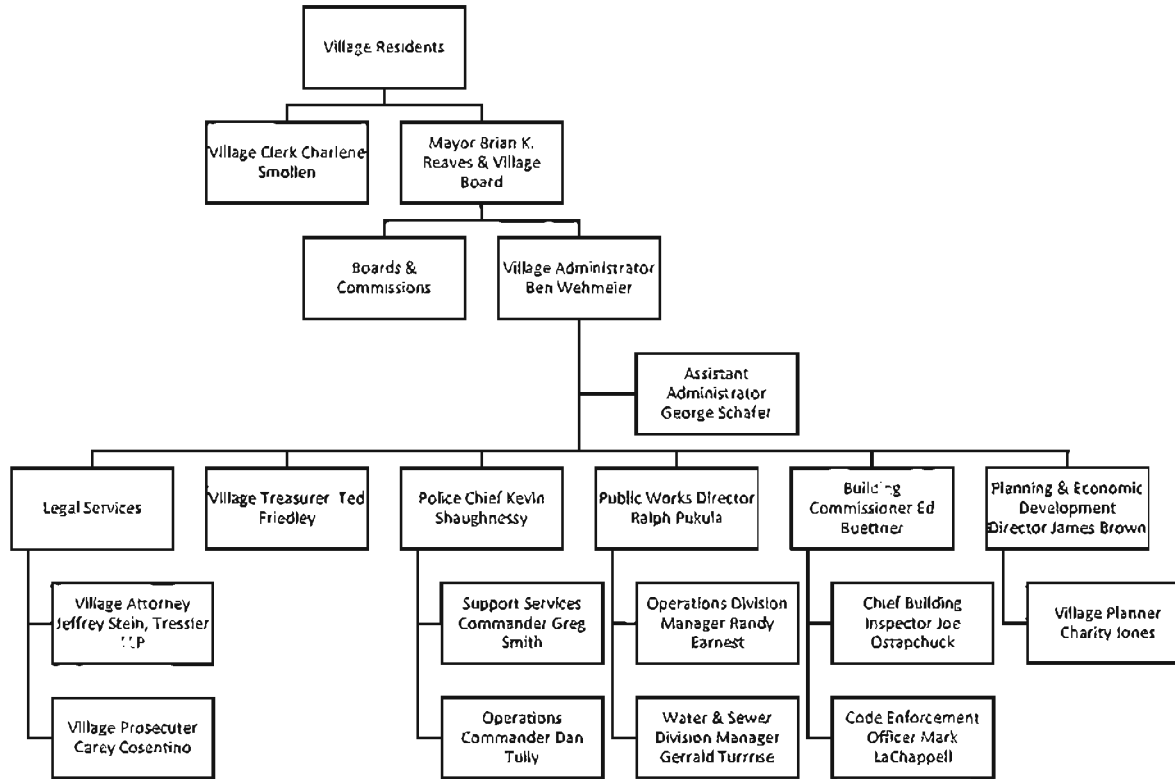 Village Residents
Village Clerk Charlene
Smollen
Mayor Brian K.
Reaves & Village
Board
Boards &
Commissions
Village Administrator
Ben Wehmeier
Assistant
Administrator
George Schafer
Legal Services
Village Treasurer Ted
Friedley
Police Chief Kevin
Shaughnessy
Public Works Director
Ralph Pukula
Building
Commissioner Ed
Buettner
Planning & Economic
Development
Director James Brown
Village Attorney
Jeffrey Stein, Tressler
Support Services
Commander Greg
Smith
Operations Division
Manager Randy
Earnest
Chief Building
Inspector Joe
Ostapchuck
Village Planner
Charity Jones
Village Prosecuter
Carey Cosentino
Operations
Commander Dan
Tully
Water & Sewer
Division Manager
Gerrald
Code Enforcement
Officer Mark
LaChappell